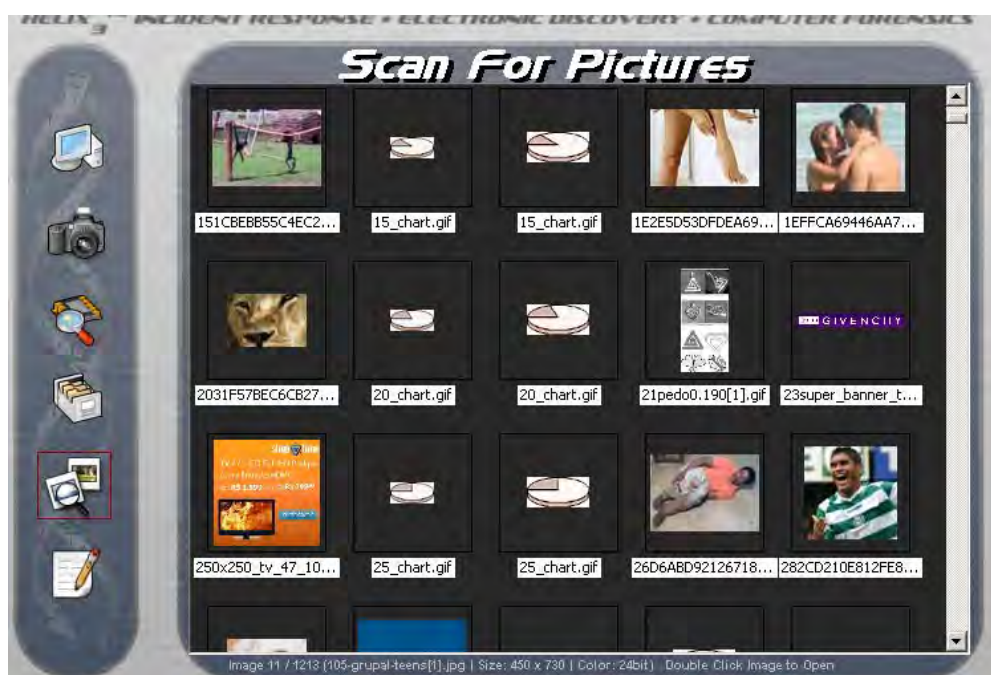 HELIX 3 INCIDENT RESPONSE • ELECTRONIC DISCOVERY • COMPUTER FORENSICS
Scan For Pictures
151CBEBB55C4EC2...
15_chart.gif
15_chart.gif
1E2E5D53DFDEA69...
1EFFCA69446AA7...
GIVENCHY
2031F57BEC6CB27...
20_chart.gif
20_chart.gif
21pedo0.190[1].gif
23super_banner_t...
250x250_tv_47_10...
25_chart.gif
25_chart.gif
26D6ABD92126718...
282CD210E812FE8...
Image 11 / 1213 (105-grupal-teens[1].jpg | Size: 450 x 730 | Color: 24bit) . Double Click Image to Open